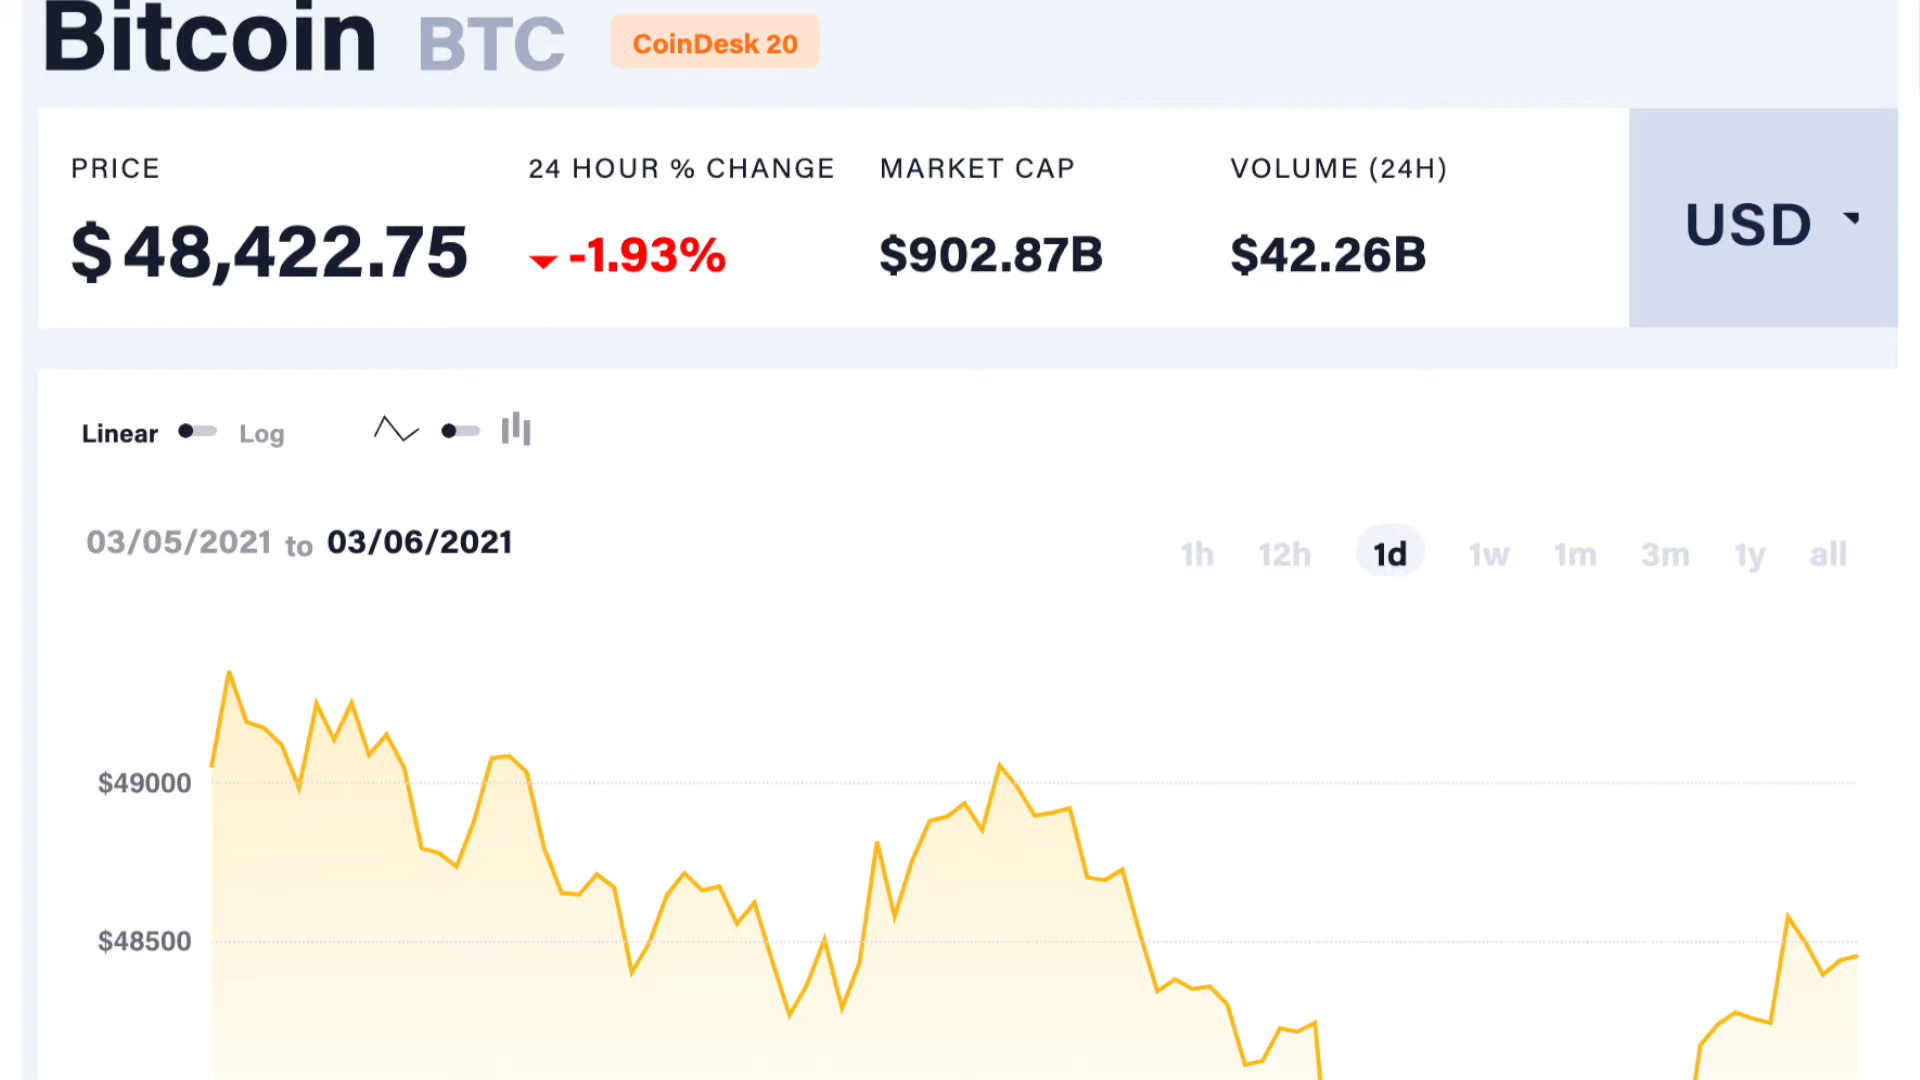 Bitcoin BTC CoinDesk 20
PRICE 24 HOUR % CHANGE MARKET CAP VOLUME (24H)
$48,422.75 -1.93% $902.87B $42.26B USD
Linear Log
03/05/2021 to 03/06/2021
1h 12h 1d 1w 1m 3m 1y all
$49000
$48500